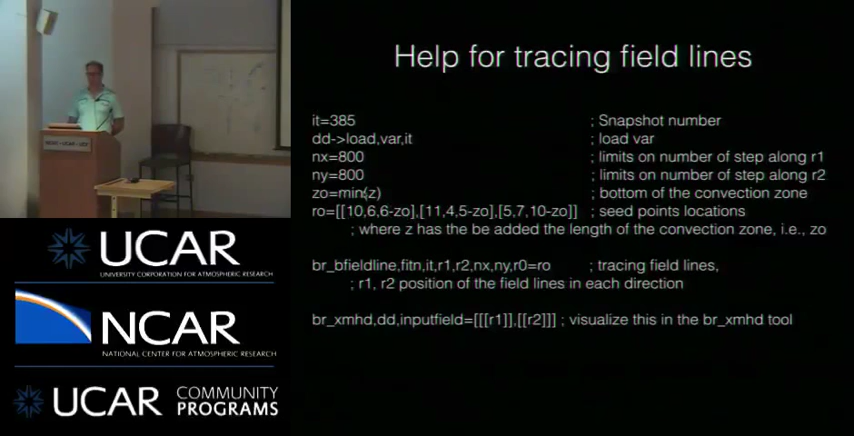 Help for tracing field lines
it=385 ; Snapshot number
dd->load,var,it ; load var
nx=800 ; limits on number of step along r1
ny=800 ; limits on number of step along r2
zo=min(z) ; bottom of the convection zone
ro=[[10,6,6-zo],[11,4,5-zo],[5,7,10-zo]] ; seed points locations
; where z has the be added the length of the convection zone, i.e., zo
br_bfieldline,fitn,it,r1,r2,nx,ny,r0=ro ; tracing field lines,
; r1, r2 position of the field lines in each direction
br_xmhd,dd,inputfield=[[[r1]],[[r2]]] ; visualize this in the br_xmhd tool
UCAR
UNIVERSITY CORPORATION FOR ATMOSPHERIC RESEARCH
NCAR
NATIONAL CENTER FOR ATMOSPHERIC RESEARCH
UCAR COMMUNITY
PROGRAMS